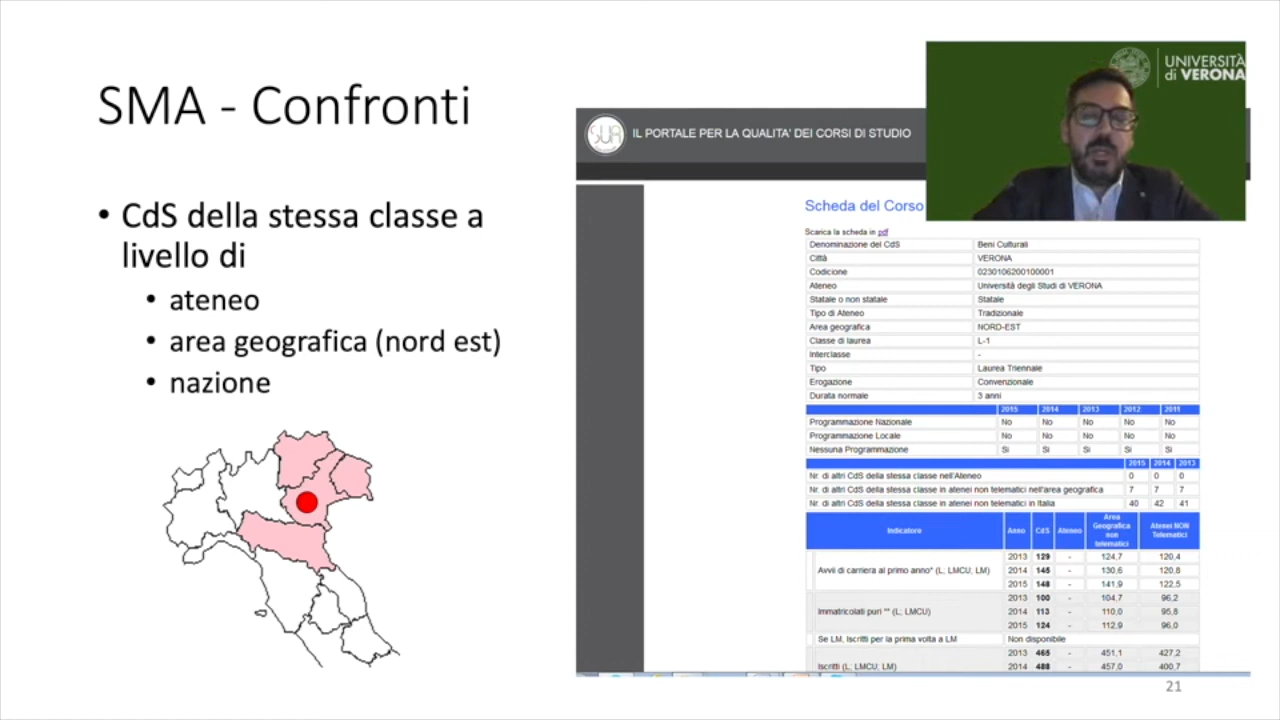 SMA - Confronti
• CdS della stessa classe a
livello di
• ateneo
• area geografica (nord est)
• nazione
UNIVERSITÀ
di VERONA
SUA
IL PORTALE PER LA QUALITA' DEI CORSI DI STUDIO
Scheda del Corso
Scarica la scheda in pdf
Denominazione del CdS Beni Culturali
Città VERONA
Codicione 0230106200100001
Ateneo Università degli Studi di VERONA
Statale o non statale Statale
Tipo di Ateneo Tradizionale
Area geografica NORD-EST
Classe di laurea L-1
Interclasse -
Tipo Laurea Triennale
Erogazione Convenzionale
Durata normale 3 anni
2015 2014 2013 2012 2011
Programmazione Nazionale No No No No No
Programmazione Locale No No No No No
Nessuna Programmazione Si Si Si Si Si
2015 2014 2013
Nr. di altri CdS della stessa classe nell'Ateneo 0 0 0
Nr. di altri CdS della stessa classe in atenei non telematici nell'area geografica 7 7 7
Nr. di altri CdS della stessa classe in atenei non telematici in Italia 40 42 41
Indicatore Anno CdS Ateneo Area Geografica non telematici Atenei NON Telematici
Avvii di carriera al primo anno* (L; LMCU; LM) 2013 129 - 124,7 120,4
2014 145 - 130,6 120,8
2015 148 - 141,9 122,5
Immatricolati puri ** (L; LMCU) 2013 100 - 104,7 96,2
2014 113 - 110,0 95,8
2015 124 - 112,9 96,0
Se LM, Iscritti per la prima volta a LM Non disponibile
Iscritti (L; LMCU; LM) 2013 465 - 451,1 427,2
2014 488 - 457,0 400,7
21